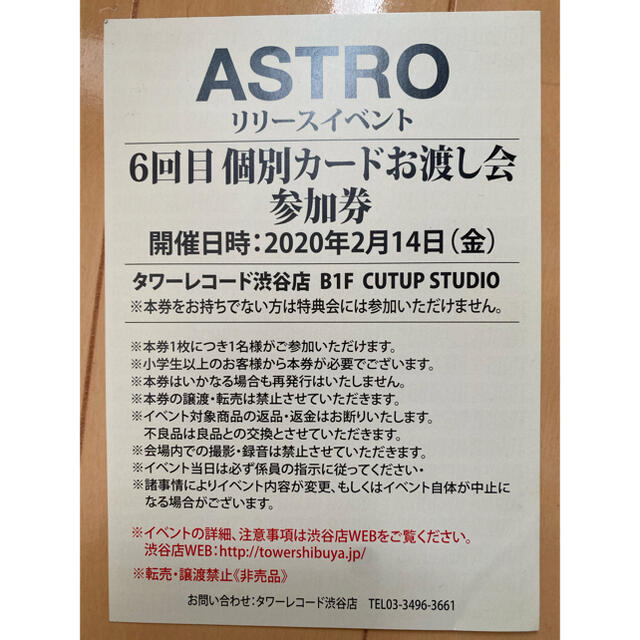 ASTRO
リリースイベント
6回目 個別カードお渡し会
参加券
開催日時：2020年2月14日（金）
タワーレコード渋谷店 B1F CUTUP STUDIO
※本券をお持ちでない方は特典会には参加いただけません。
※本券1枚につき1名様がご参加いただけます。
※小学生以上のお客様から本券が必要でございます。
※本券はいかなる場合も再発行はいたしません。
※本券の譲渡・転売は禁止させていただきます。
※イベント対象商品の返品・返金はお断りいたします。
不良品は良品との交換とさせていただきます。
※会場内での撮影・録音は禁止させていただきます。
※イベント当日は必ず係員の指示に従ってください・
※諸事情によりイベント内容が変更、もしくはイベント自体が中止に
なる場合がございます。
※イベントの詳細、注意事項は渋谷店WEBをご覧ください。
渋谷店WEB：http://towershibuya.jp/
※転売・譲渡禁止《非売品》
お問い合わせ：タワーレコード渋谷店 TEL03-3496-3661